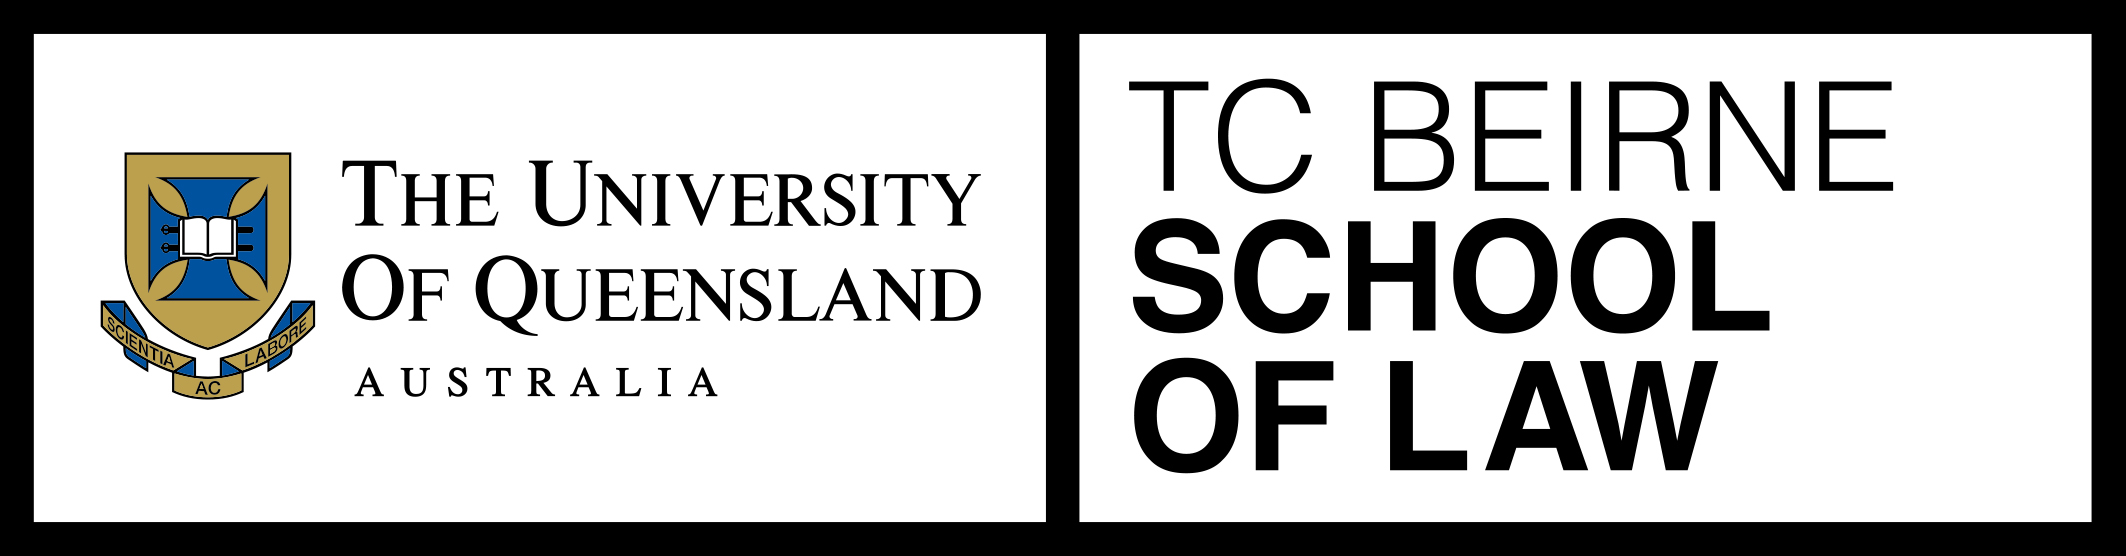 THE UNIVERSITY
OF QUEENSLAND
AUSTRALIA
SCIENTIA
AC
LABORE
TC BEIRNE
SCHOOL
OF LAW